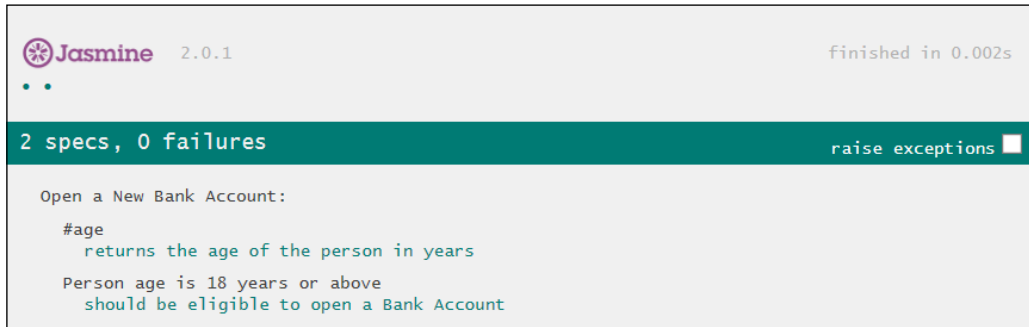 Jasmine 2.0.1 finished in 0.002s
2 specs, 0 failures raise exceptions
Open a New Bank Account:
#age
returns the age of the person in years
Person age is 18 years or above
should be eligible to open a Bank Account